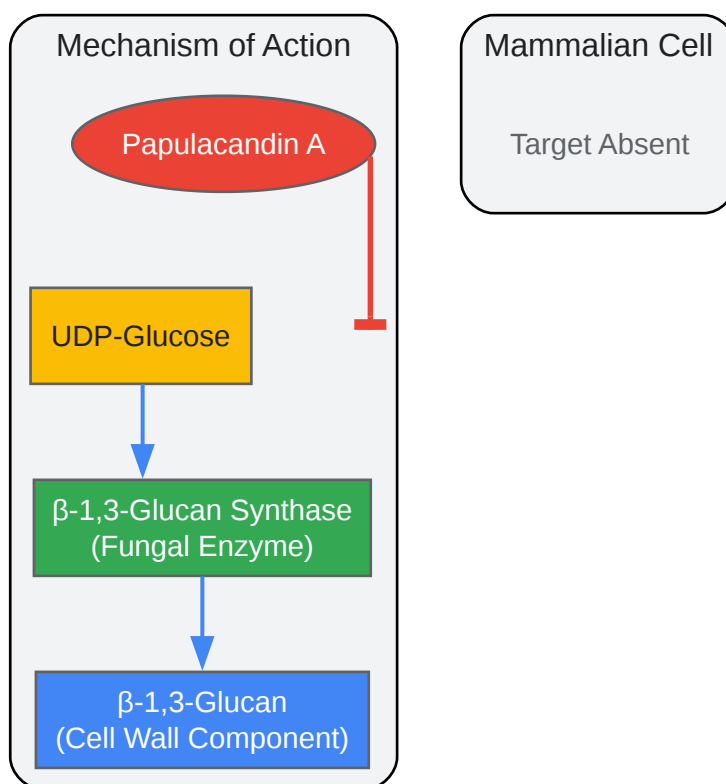 Mechanism of Action
Papulacandin A
UDP-Glucose
β-1,3-Glucan Synthase
(Fungal Enzyme)
β-1,3-Glucan
(Cell Wall Component)
Mammalian Cell
Target Absent